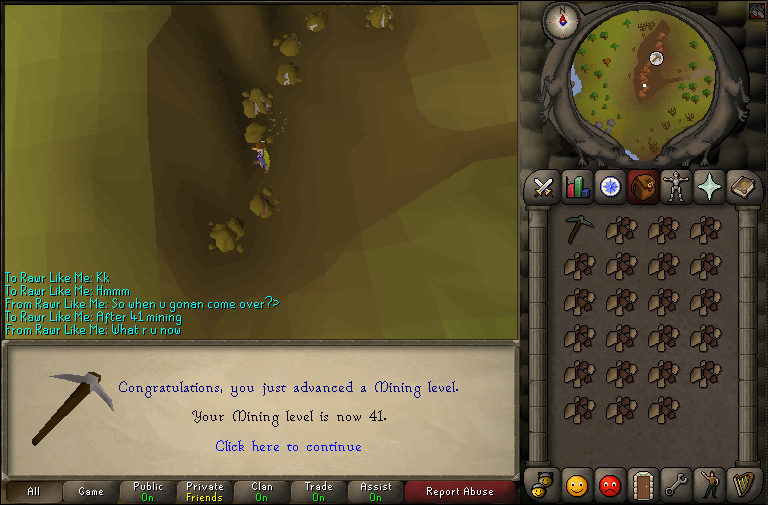 To Rawr Like Me: Kk
To Rawr Like Me: Hmmm
From Rawr Like Me: So when u gonan come over?>
To Rawr Like Me: After 41 mining
From Rawr Like Me: What r u now
Congratulations, you just advanced a Mining level.
Your Mining level is now 41.
Click here to continue
All
Game
Public
On
Private
Friends
Clan
On
Trade
On
Assist
On
Report Abuse